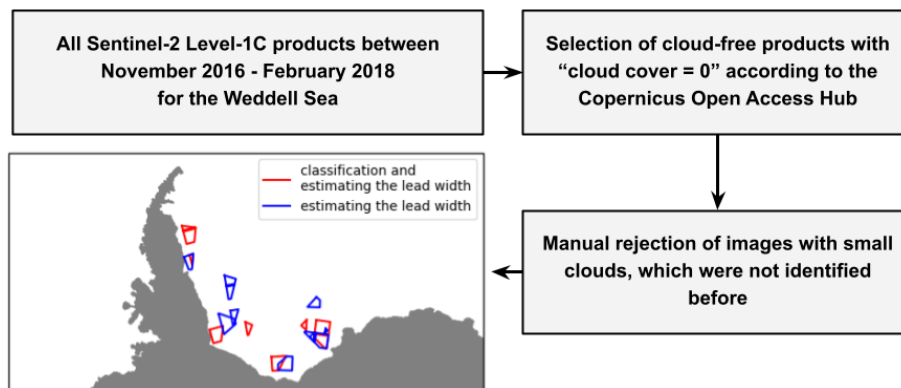 All Sentinel-2 Level-1C products between
November 2016 - February 2018
for the Weddell Sea
Selection of cloud-free products with
“cloud cover = 0” according to the
Copernicus Open Access Hub
Manual rejection of images with small
clouds, which were not identified
before
classification and
estimating the lead width
estimating the lead width